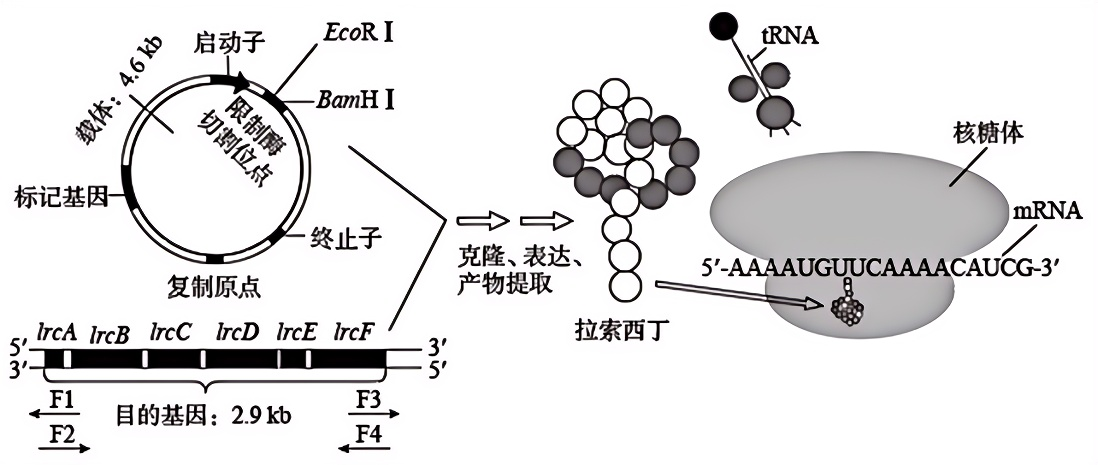 启动子
EcoRⅠ
BamHⅠ
载体：4.6 kb
限制酶
切割位点
标记基因
终止子
复制原点
lrcA lrcB lrcC lrcD lrcE lrcF
5′ 3′
3′ 5′
F1 目的基因：2.9 kb F3
F2 F4
克隆、表达、
产物提取
拉索西丁
tRNA
核糖体
mRNA
5′-AAAAUGUUCAAAACAUCG-3′